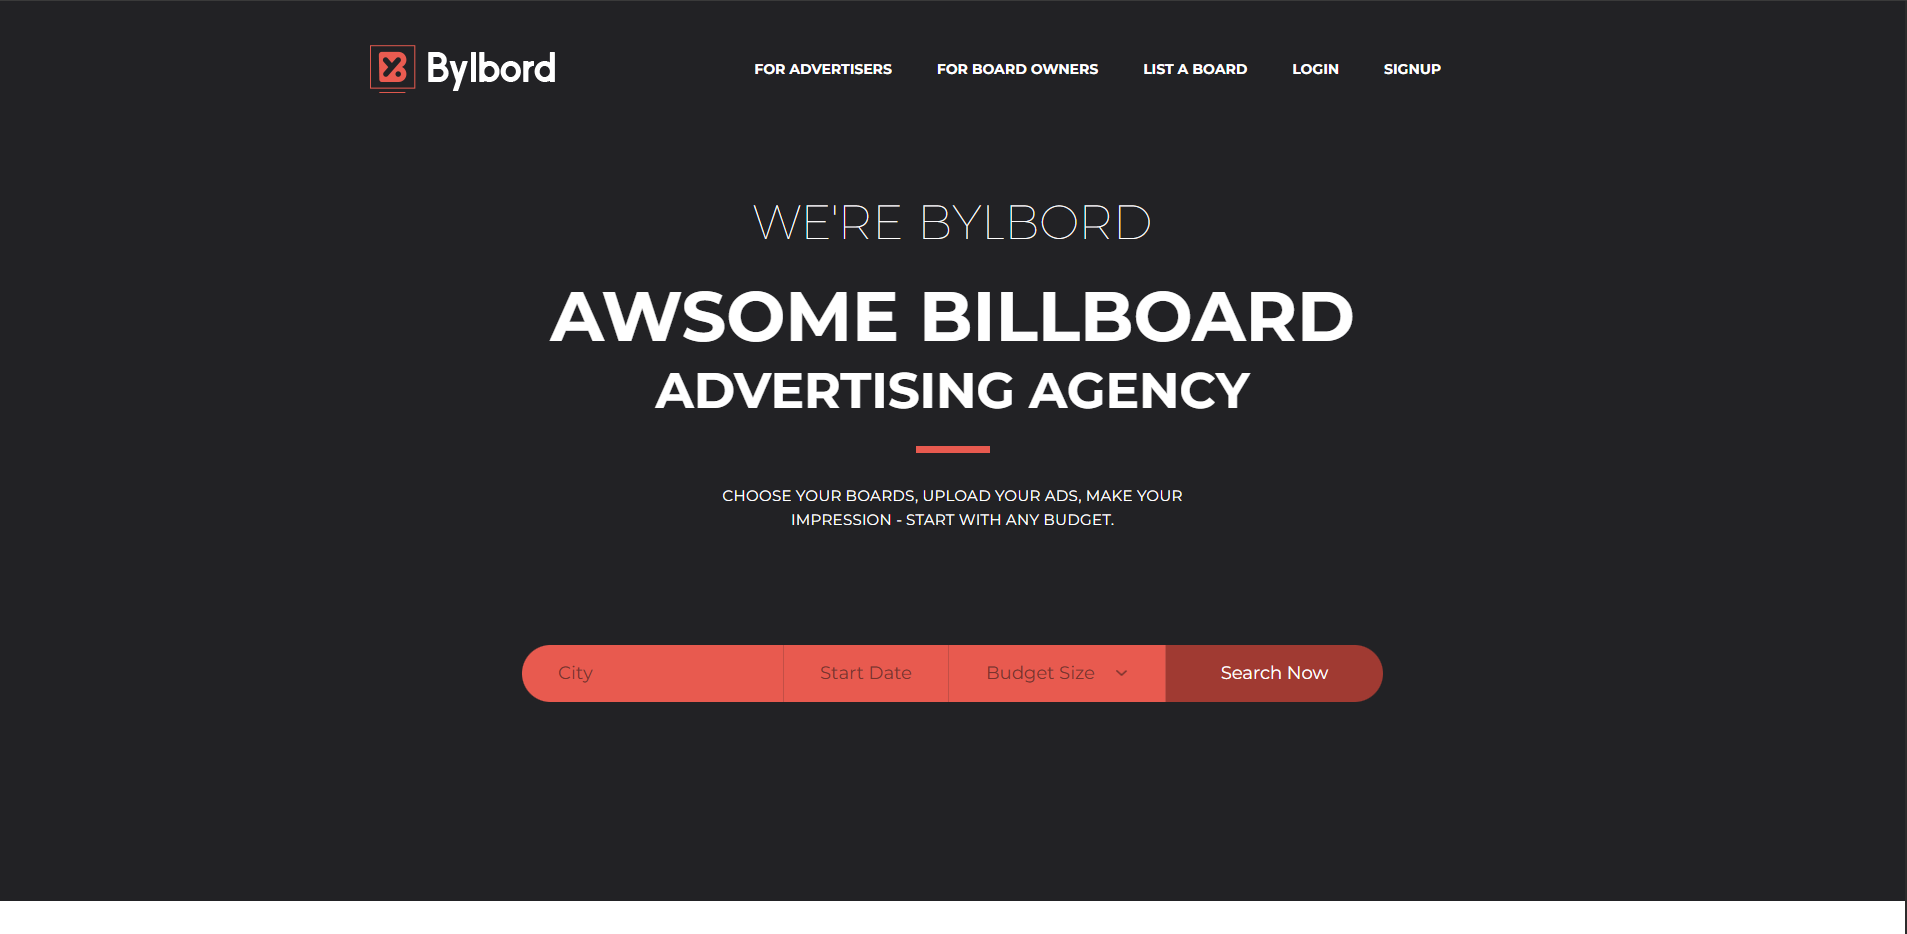 Bylbord
FOR ADVERTISERS FOR BOARD OWNERS LIST A BOARD LOGIN SIGNUP
WE'RE BYLBORD
AWSOME BILLBOARD
ADVERTISING AGENCY
CHOOSE YOUR BOARDS, UPLOAD YOUR ADS, MAKE YOUR
IMPRESSION - START WITH ANY BUDGET.
City Start Date Budget Size Search Now